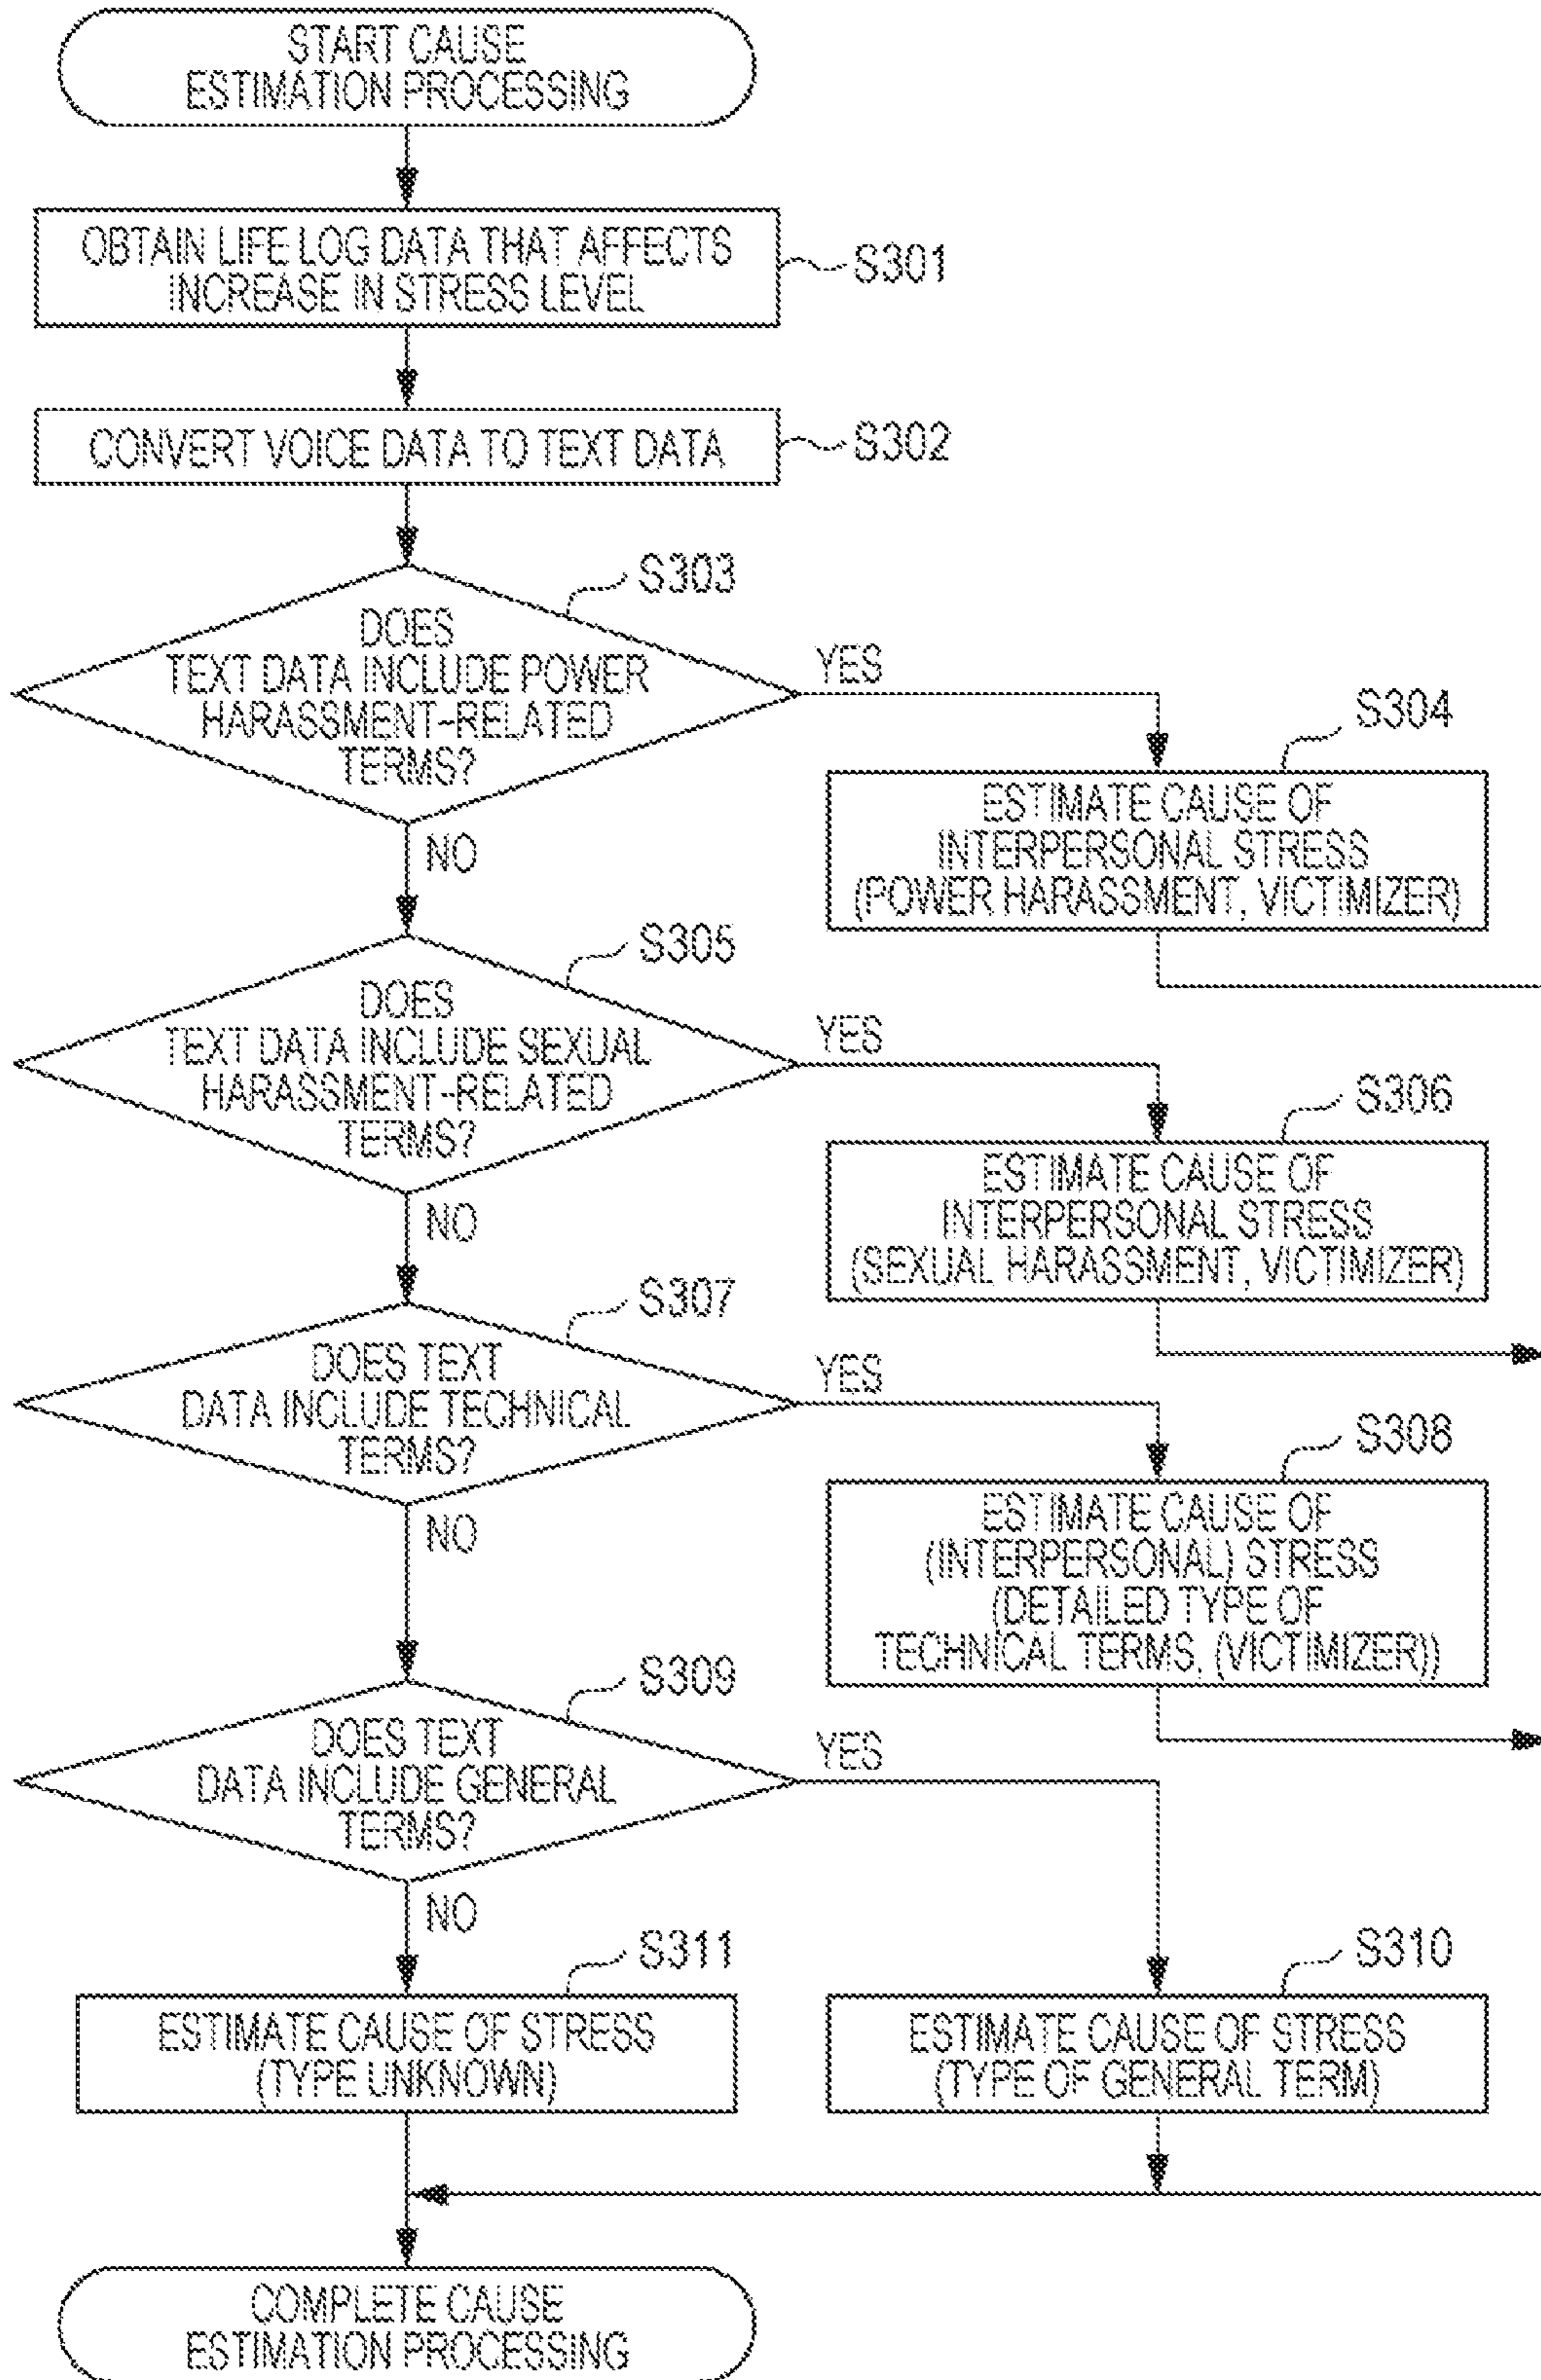 START CAUSE
ESTIMATION PROCESSING
OBTAIN LIFE LOG DATA THAT AFFECTS
INCREASE IN STRESS LEVEL
S301
CONVERT VOICE DATA TO TEXT DATA
S302
S303
DOES
TEXT DATA INCLUDE POWER
HARASSMENT-RELATED
TERMS?
YES
NO
S304
ESTIMATE CAUSE OF
INTERPERSONAL STRESS
(POWER HARASSMENT, VICTIMIZER)
S305
DOES
TEXT DATA INCLUDE SEXUAL
HARASSMENT-RELATED
TERMS?
YES
NO
S306
ESTIMATE CAUSE OF
INTERPERSONAL STRESS
(SEXUAL HARASSMENT, VICTIMIZER)
S307
DOES TEXT
DATA INCLUDE TECHNICAL
TERMS?
YES
NO
S308
ESTIMATE CAUSE OF
(INTERPERSONAL) STRESS
(DETAILED TYPE OF
TECHNICAL TERMS, (VICTIMIZER))
S309
DOES TEXT
DATA INCLUDE GENERAL
TERMS?
YES
NO
S311
ESTIMATE CAUSE OF STRESS
(TYPE UNKNOWN)
S310
ESTIMATE CAUSE OF STRESS
(TYPE OF GENERAL TERM)
COMPLETE CAUSE
ESTIMATION PROCESSING